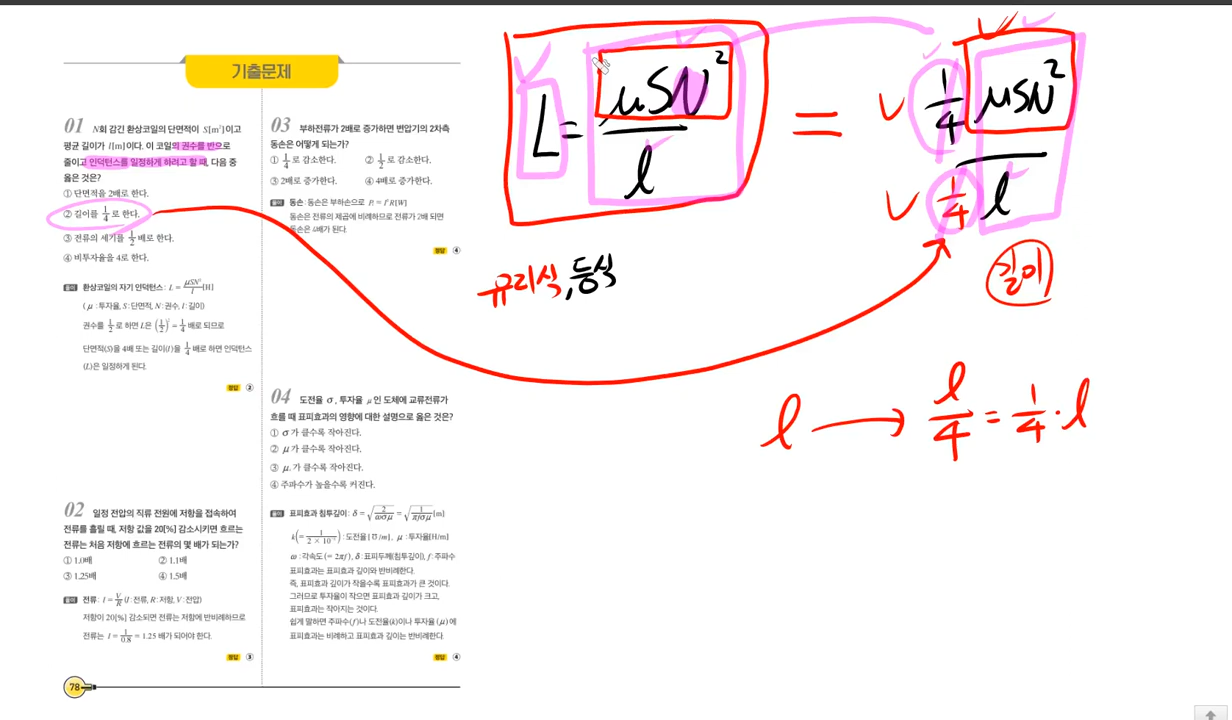 기출문제
01 N회 감긴 환상코일의 단면적이 S[m²]이고
평균 길이가 l[m]이다. 이 코일의 권수를 반으로
줄이고 인덕턴스를 일정하게 하려고 할 때, 다음 중
옳은 것은?
① 단면적을 2배로 한다.
② 길이를 1/4로 한다.
③ 전류의 세기를 1/2배로 한다.
④ 비투자율을 4로 한다.
풀이 환상코일의 자기 인덕턴스 : L = μSN²/l [H]
(μ : 투자율, S : 단면적, N : 권수, l : 길이)
권수를 1/2로 하면 L은 (1/2)² = 1/4배로 되므로
단면적(S)을 4배 또는 길이(l)을 1/4배로 하면 인덕턴스
(L)은 일정하게 된다.
정답 ②
02 일정 전압의 직류 전원에 저항을 접속하여
전류를 흘릴 때, 저항 값을 20[%] 감소시키면 흐르는
전류는 처음 저항에 흐르는 전류의 몇 배가 되는가?
① 1.0배 ② 1.1배
③ 1.25배 ④ 1.5배
풀이 전류 : I = V/R (I : 전류, R : 저항, V : 전압)
저항이 20[%] 감소되면 전류는 저항에 반비례하므로
전류는 I = 1/0.8 = 1.25 배가 되어야 한다.
정답 ③
78
03 부하전류가 2배로 증가하면 변압기의 2차측
동손은 어떻게 되는가?
① 1/4로 감소한다. ② 1/2로 감소한다.
③ 2배로 증가한다. ④ 4배로 증가한다.
풀이 동손 : 동손은 부하손으로 P = I²R[W]
동손은 전류의 제곱에 비례하므로 전류가 2배 되면
동손은 4배가 된다.
정답 ④
04 도전율 σ, 투자율 μ인 도체에 교류전류가
흐를 때 표피효과의 영향에 대한 설명으로 옳은 것은?
① σ가 클수록 작아진다.
② μ가 클수록 작아진다.
③ μ가 클수록 작아진다.
④ 주파수가 높을수록 커진다.
풀이 표피효과 침투깊이 : δ = √(2/ωσμ) = √(1/πfσμ) [m]
k(= 1/2×10) : 도전율[℧/m], μ : 투자율[H/m]
ω : 각속도(= 2πf), δ : 표피두께(침투깊이), f : 주파수
표피효과는 표피효과 깊이와 반비례한다.
즉, 표피효과 깊이가 작을수록 표피효과가 큰 것이다.
그러므로 투자율이 작으면 표피효과 깊이가 크고,
표피효과는 작아지는 것이다.
쉽게 말하면 주파수(f)나 도전율(k)이나 투자율(μ)에
표피효과는 비례하고 표피효과 깊이는 반비례한다.
정답 ④
L = μSN²/l = 1/4 μSN² / 1/4 l
유리식, 등식
길이
l → l/4 = 1/4 · l